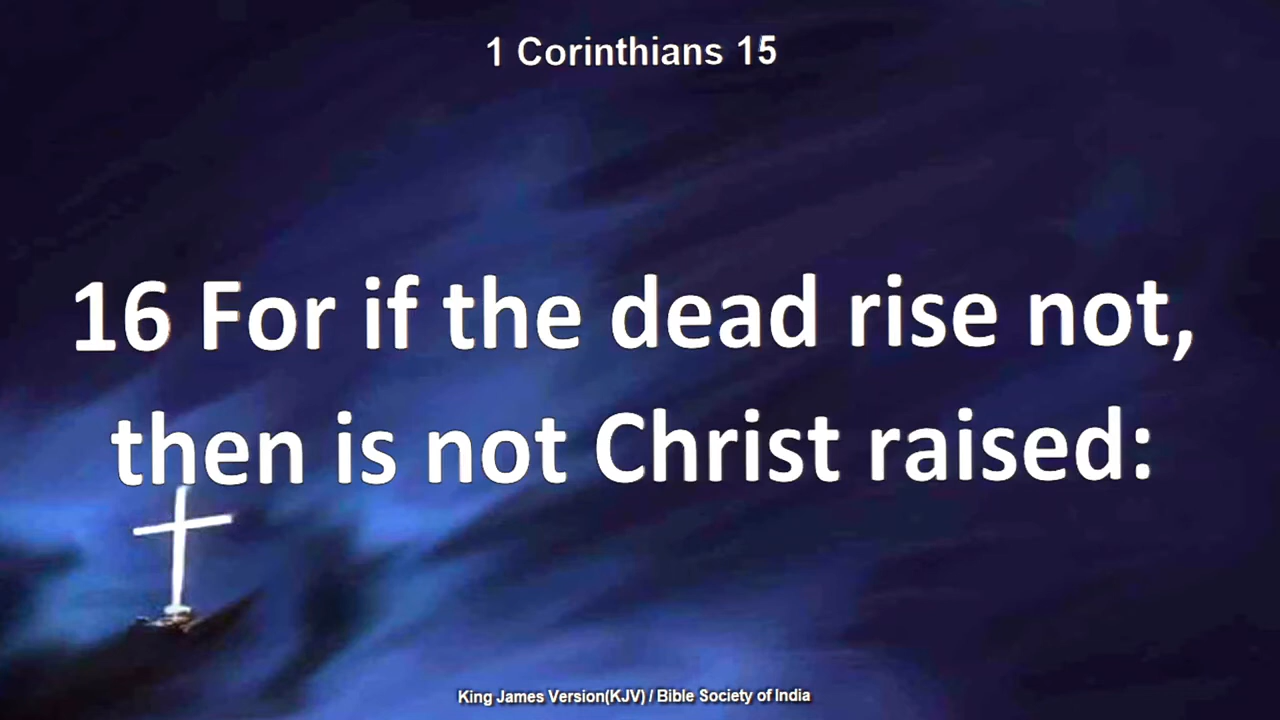 1 Corinthians 15
16 For if the dead rise not,
then is not Christ raised:
King James Version(KJV) / Bible Society of India